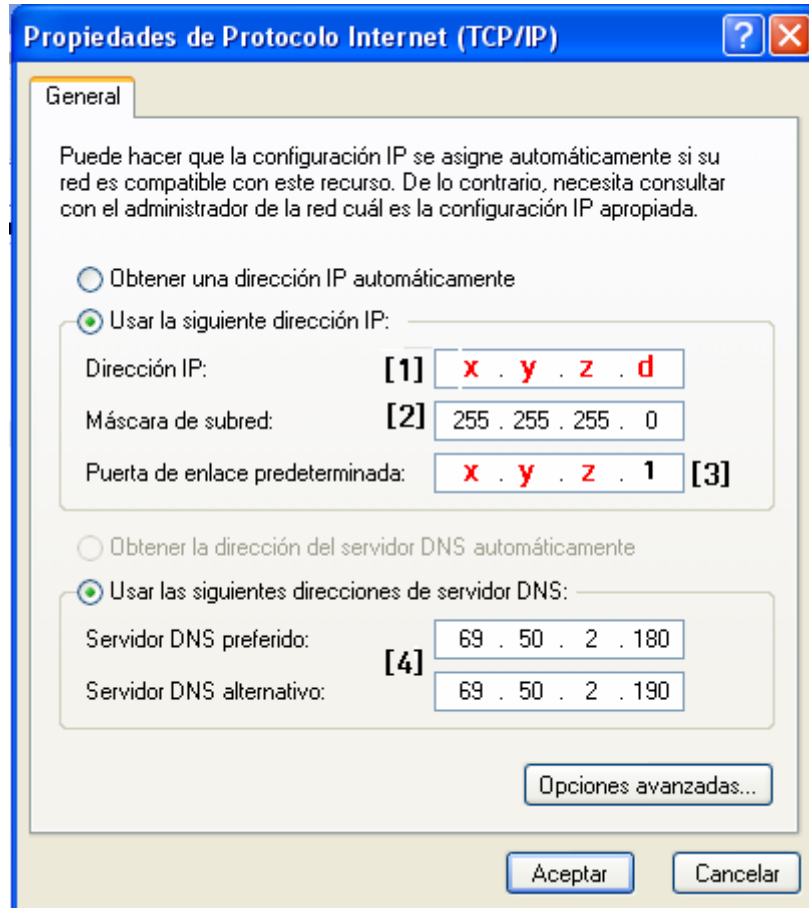 Propiedades de Protocolo Internet (TCP/IP)
General
Puede hacer que la configuración IP se asigne automáticamente si su
red es compatible con este recurso. De lo contrario, necesita consultar
con el administrador de la red cuál es la configuración IP apropiada.
Obtener una dirección IP automáticamente
Usar la siguiente dirección IP:
Dirección IP: [1] x . y . z . d
Máscara de subred: [2] 255 . 255 . 255 . 0
Puerta de enlace predeterminada: x . y . z . 1 [3]
Obtener la dirección del servidor DNS automáticamente
Usar las siguientes direcciones de servidor DNS:
Servidor DNS preferido: 69 . 50 . 2 . 180
[4]
Servidor DNS alternativo: 69 . 50 . 2 . 190
Opciones avanzadas...
Aceptar Cancelar